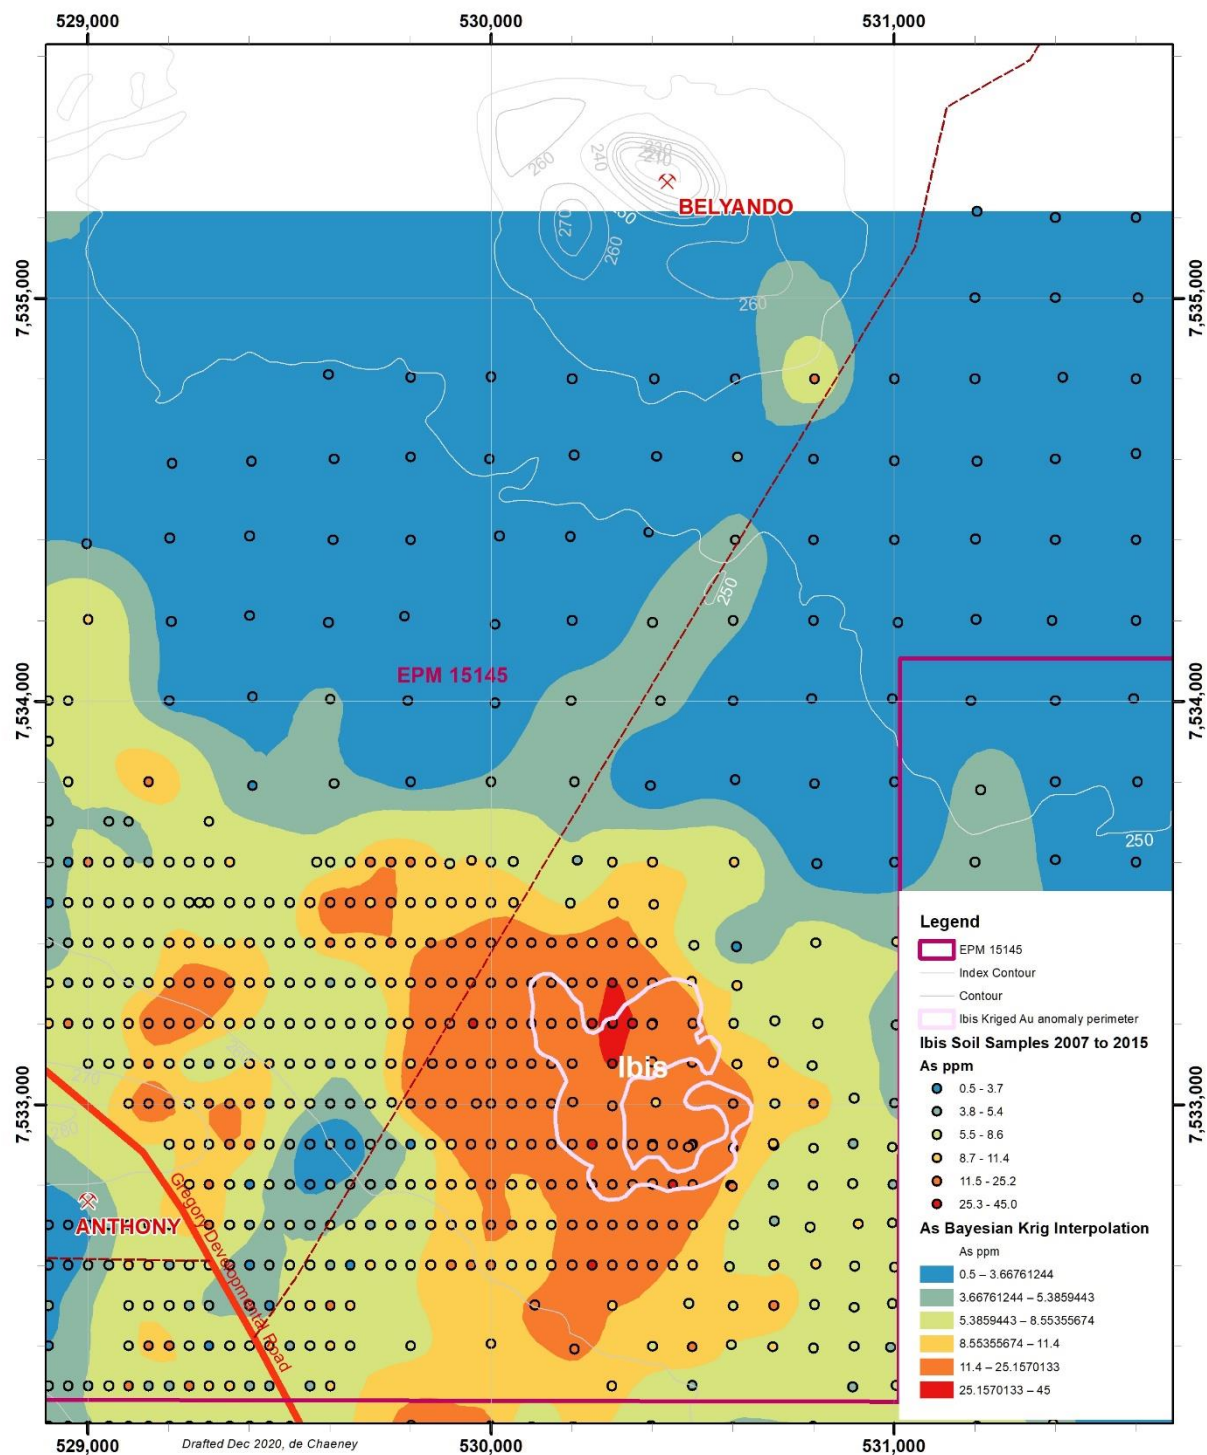 529,000
530,000
531,000
260
240
210
BELYANDO
270
260
260
7,535,000
7,535,000
250
EPM 15145
7,534,000
7,534,000
250
Legend
EPM 15145
Index Contour
Contour
Ibis Kriged Au anomaly perimeter
Ibis Soil Samples 2007 to 2015
As ppm
0.5 - 3.7
3.8 - 5.4
5.5 - 8.6
8.7 - 11.4
11.5 - 25.2
25.3 - 45.0
As Bayesian Krig Interpolation
As ppm
0.5 – 3.66761244
3.66761244 – 5.3859443
5.3859443 – 8.55355674
8.55355674 – 11.4
11.4 – 25.1570133
25.1570133 – 45
Ibis
270
280
7,533,000
7,533,000
ANTHONY
Gregory Developmental Road
Drafted Dec 2020, de Chaeney
529,000
530,000
531,000